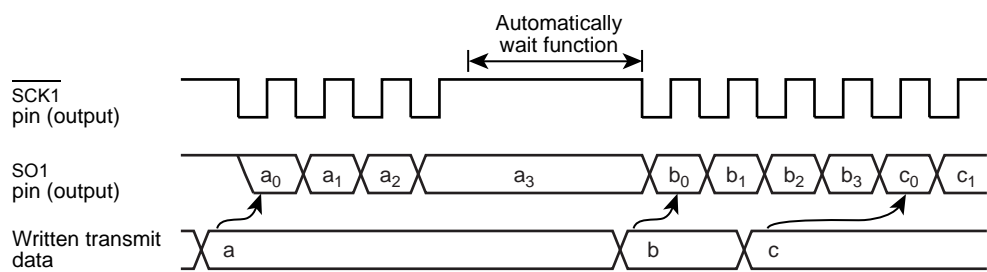 Automatically
wait function
SCK1
pin (output)
SO1
pin (output)
a0 a1 a2 a3 b0 b1 b2 b3 c0 c1
Written transmit
data
a b c